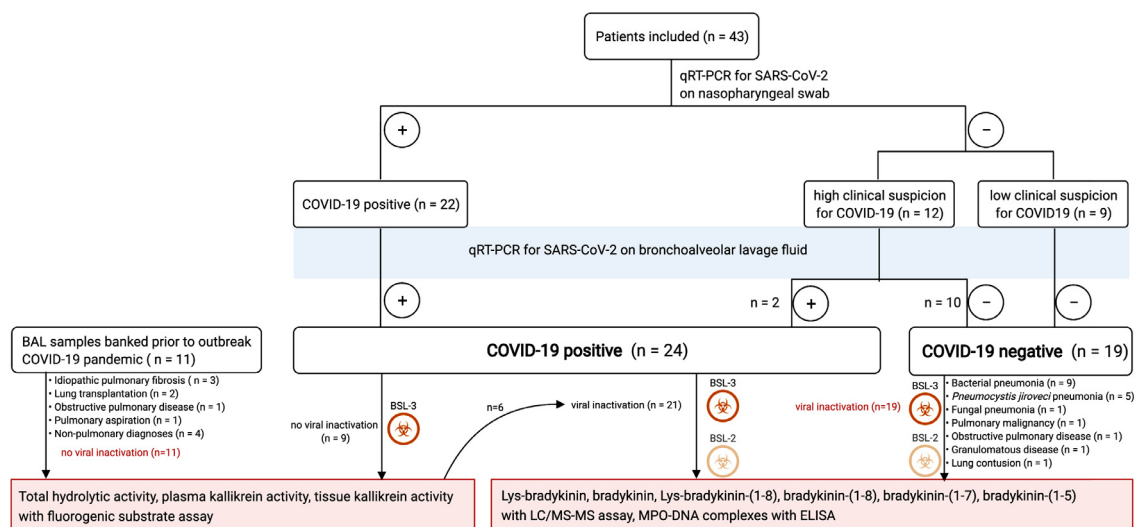 Patients included (n = 43)
qRT-PCR for SARS-CoV-2
on nasopharyngeal swab
+
−
COVID-19 positive (n = 22)
high clinical suspicion
for COVID-19 (n = 12)
low clinical suspicion
for COVID19 (n = 9)
qRT-PCR for SARS-CoV-2 on bronchoalveolar lavage fluid
+
n = 2
+
n = 10
−
−
BAL samples banked prior to outbreak
COVID-19 pandemic ( n = 11)
COVID-19 positive (n = 24)
COVID-19 negative (n = 19)
• Idiopathic pulmonary fibrosis ( n = 3)
• Lung transplantation (n = 2)
• Obstructive pulmonary disease (n = 1)
• Pulmonary aspiration (n = 1)
• Non-pulmonary diagnoses (n = 4)
no viral inactivation (n=11)
no viral inactivation
(n = 9)
BSL-3
n=6
viral inactivation (n = 21)
BSL-3
BSL-2
viral inactivation (n=19)
BSL-3
BSL-2
• Bacterial pneumonia (n = 9)
• Pneumocystis jiroveci pneumonia (n = 5)
• Fungal pneumonia (n = 1)
• Pulmonary malignancy (n = 1)
• Obstructive pulmonary disease (n = 1)
• Granulomatous disease (n = 1)
• Lung contusion (n = 1)
Total hydrolytic activity, plasma kallikrein activity, tissue kallikrein activity
with fluorogenic substrate assay
Lys-bradykinin, bradykinin, Lys-bradykinin-(1-8), bradykinin-(1-8), bradykinin-(1-7), bradykinin-(1-5)
with LC/MS-MS assay, MPO-DNA complexes with ELISA